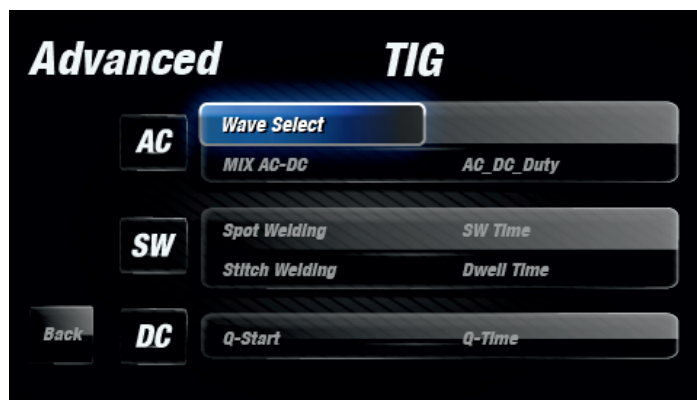 Advanced TIG
AC
Wave Select
MIX AC-DC AC_DC_Duty
SW
Spot Welding SW Time
Stitch Welding Dwell Time
Back DC Q-Start Q-Time